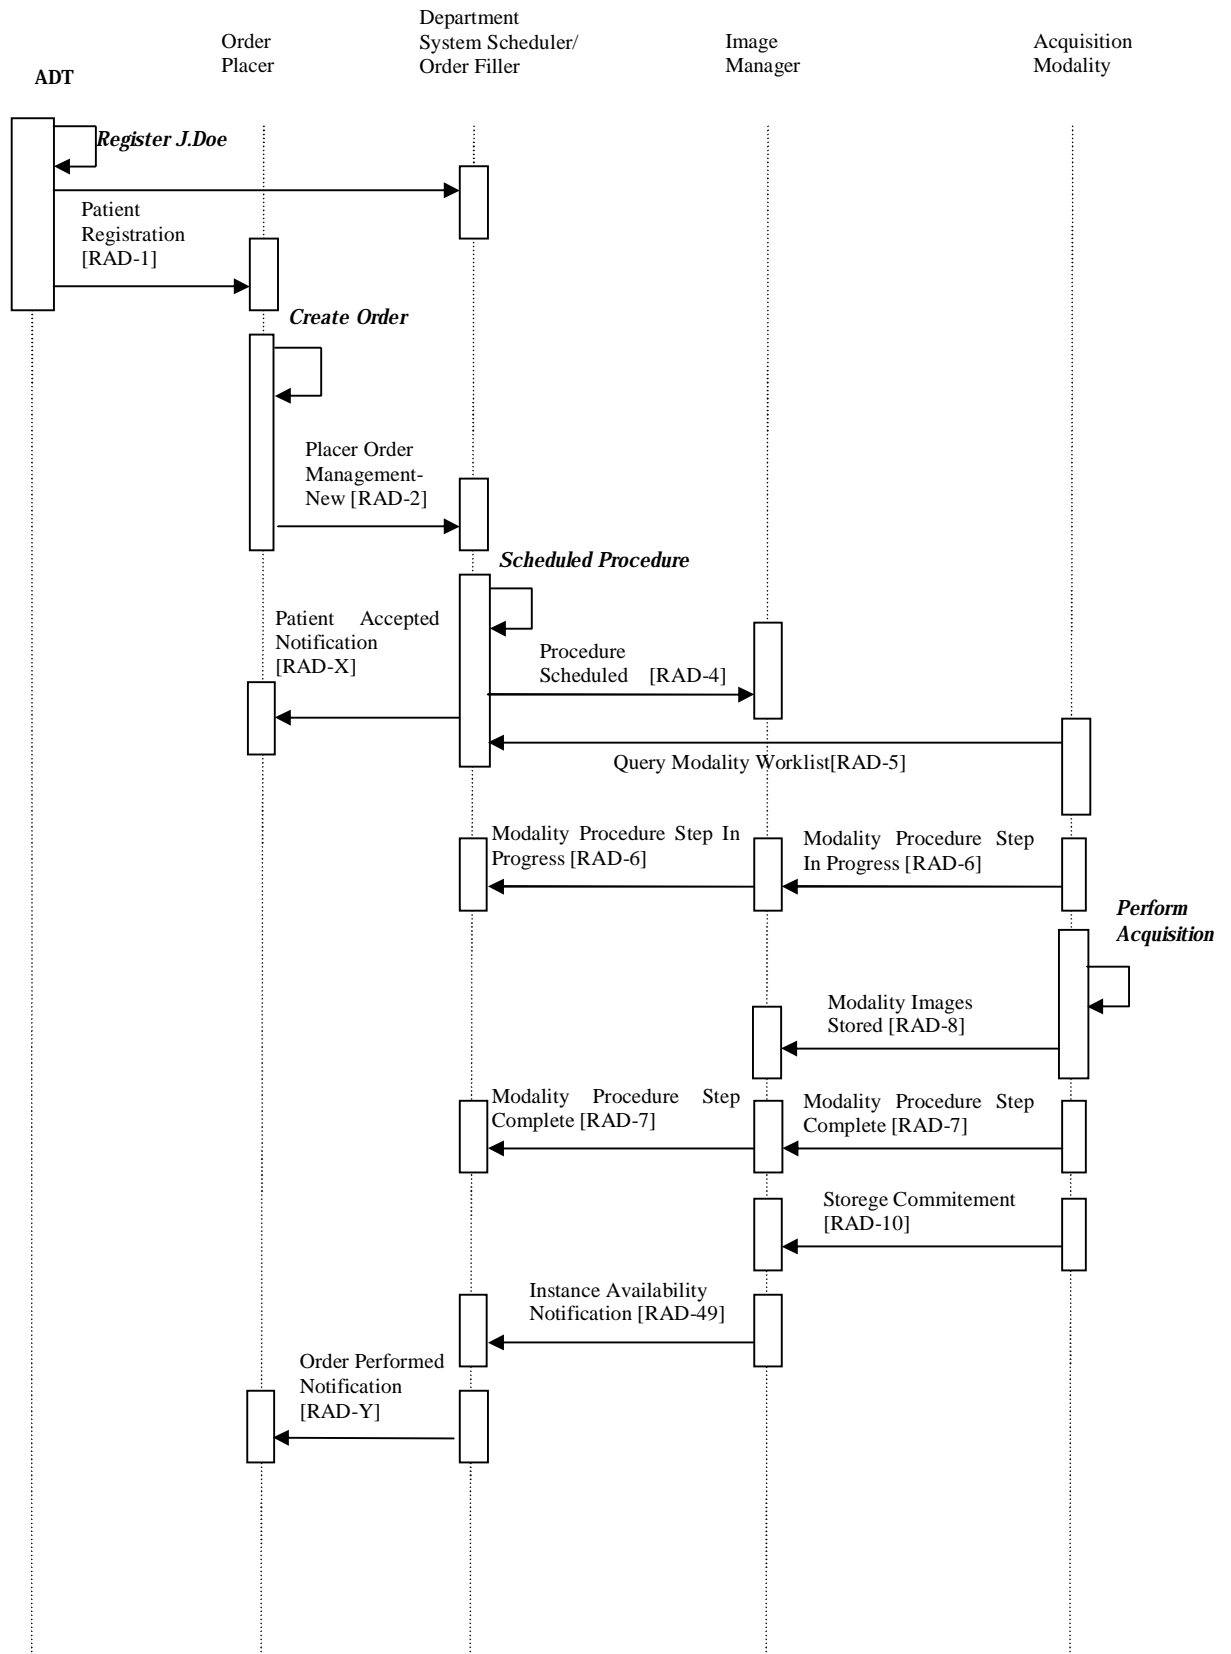 Department
System Scheduler/
Order Filler
Order
Placer
Image
Manager
Acquisition
Modality
ADT
Register J.Doe
Patient
Registration
[RAD-1]
Create Order
Placer Order
Management-
New [RAD-2]
Scheduled Procedure
Patient Accepted
Notification
[RAD-X]
Procedure
Scheduled [RAD-4]
Query Modality Worklist[RAD-5]
Modality Procedure Step In
Progress [RAD-6]
Modality Procedure Step
In Progress [RAD-6]
Perform
Acquisition
Modality Images
Stored [RAD-8]
Modality Procedure Step
Complete [RAD-7]
Modality Procedure Step
Complete [RAD-7]
Storege Commitement
[RAD-10]
Instance Availability
Notification [RAD-49]
Order Performed
Notification
[RAD-Y]